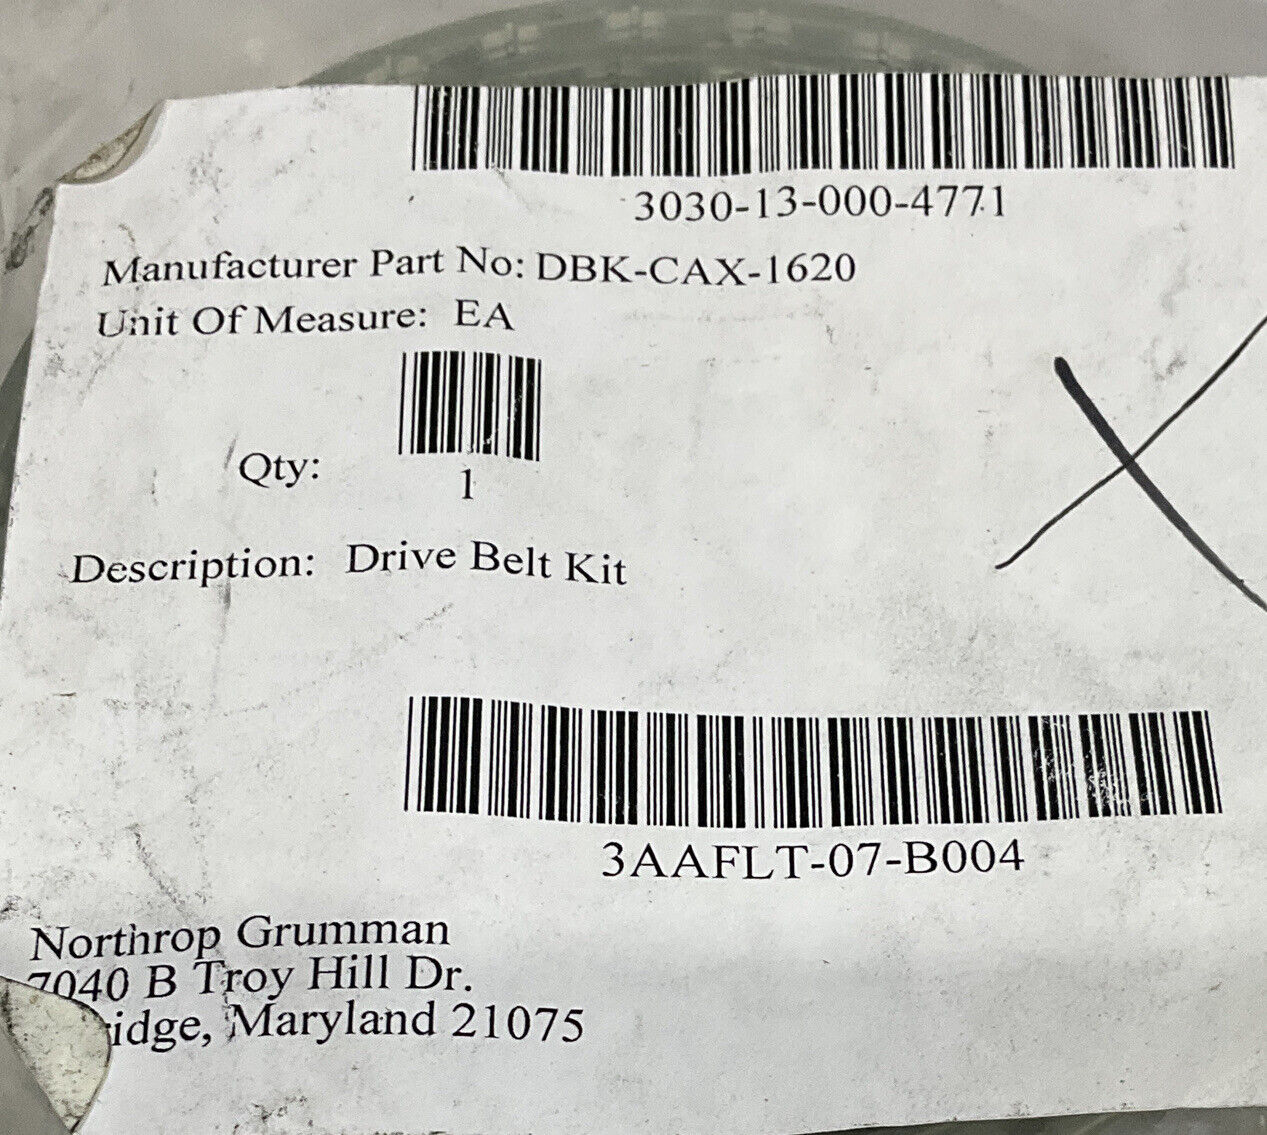 3030-13-000-4771
Manufacturer Part No: DBK-CAX-1620
Unit Of Measure: EA
Qty: 1
Description: Drive Belt Kit
3AAFLT-07-B004
Northrop Grumman
7040 B Troy Hill Dr.
ridge, Maryland 21075